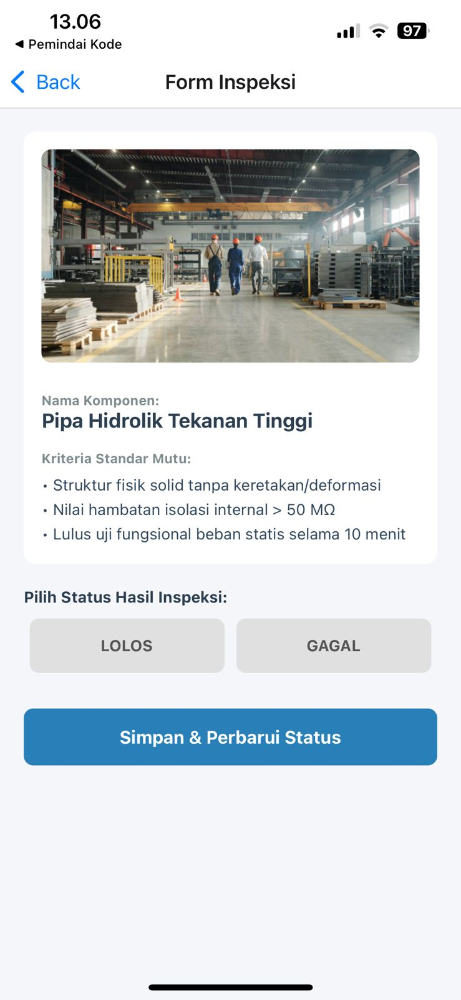 13.06
97
◀ Pemindai Kode
Back
Form Inspeksi
Nama Komponen:
Pipa Hidrolik Tekanan Tinggi
Kriteria Standar Mutu:
• Struktur fisik solid tanpa keretakan/deformasi
• Nilai hambatan isolasi internal > 50 MΩ
• Lulus uji fungsional beban statis selama 10 menit
Pilih Status Hasil Inspeksi:
LOLOS
GAGAL
Simpan & Perbarui Status